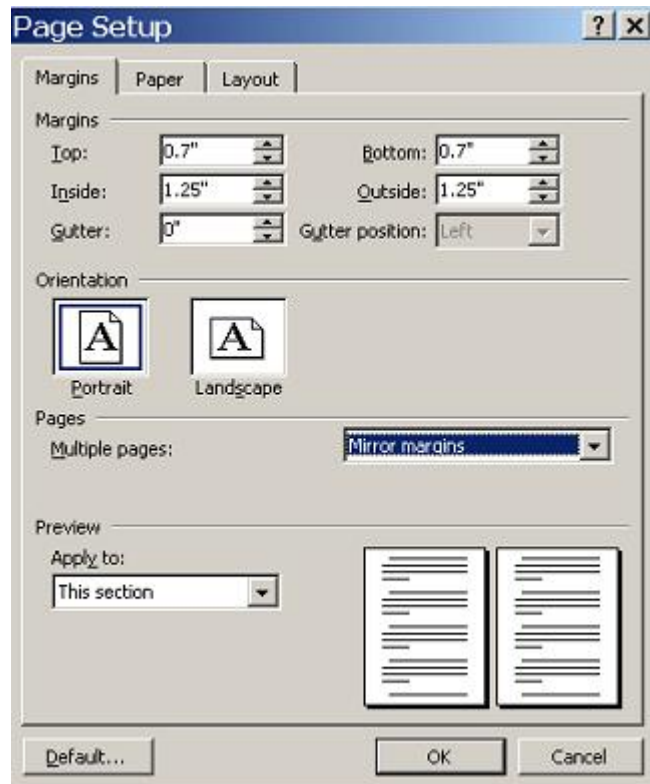 Page Setup
Margins Paper Layout
Margins
Top: 0.7" Bottom: 0.7"
Inside: 1.25" Outside: 1.25"
Gutter: 0" Gutter position: Left
Orientation
A A
Portrait Landscape
Pages
Multiple pages: Mirror margins
Preview
Apply to:
This section
Default... OK Cancel